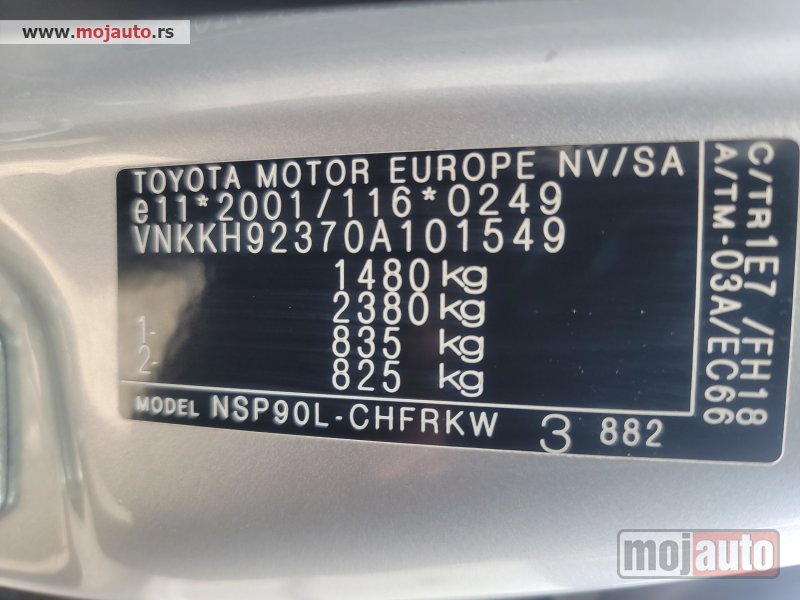 www.mojauto.rs
TOYOTA MOTOR EUROPE NV/SA
e11*2001/116*0249
VNKKH92370A101549
1480 kg
2380 kg
1- 835 kg
2- 825 kg
MODEL NSP90L-CHFRKW 3 882
C/TR1E7 /FH18
A/TM-03A/EC66
mojauto